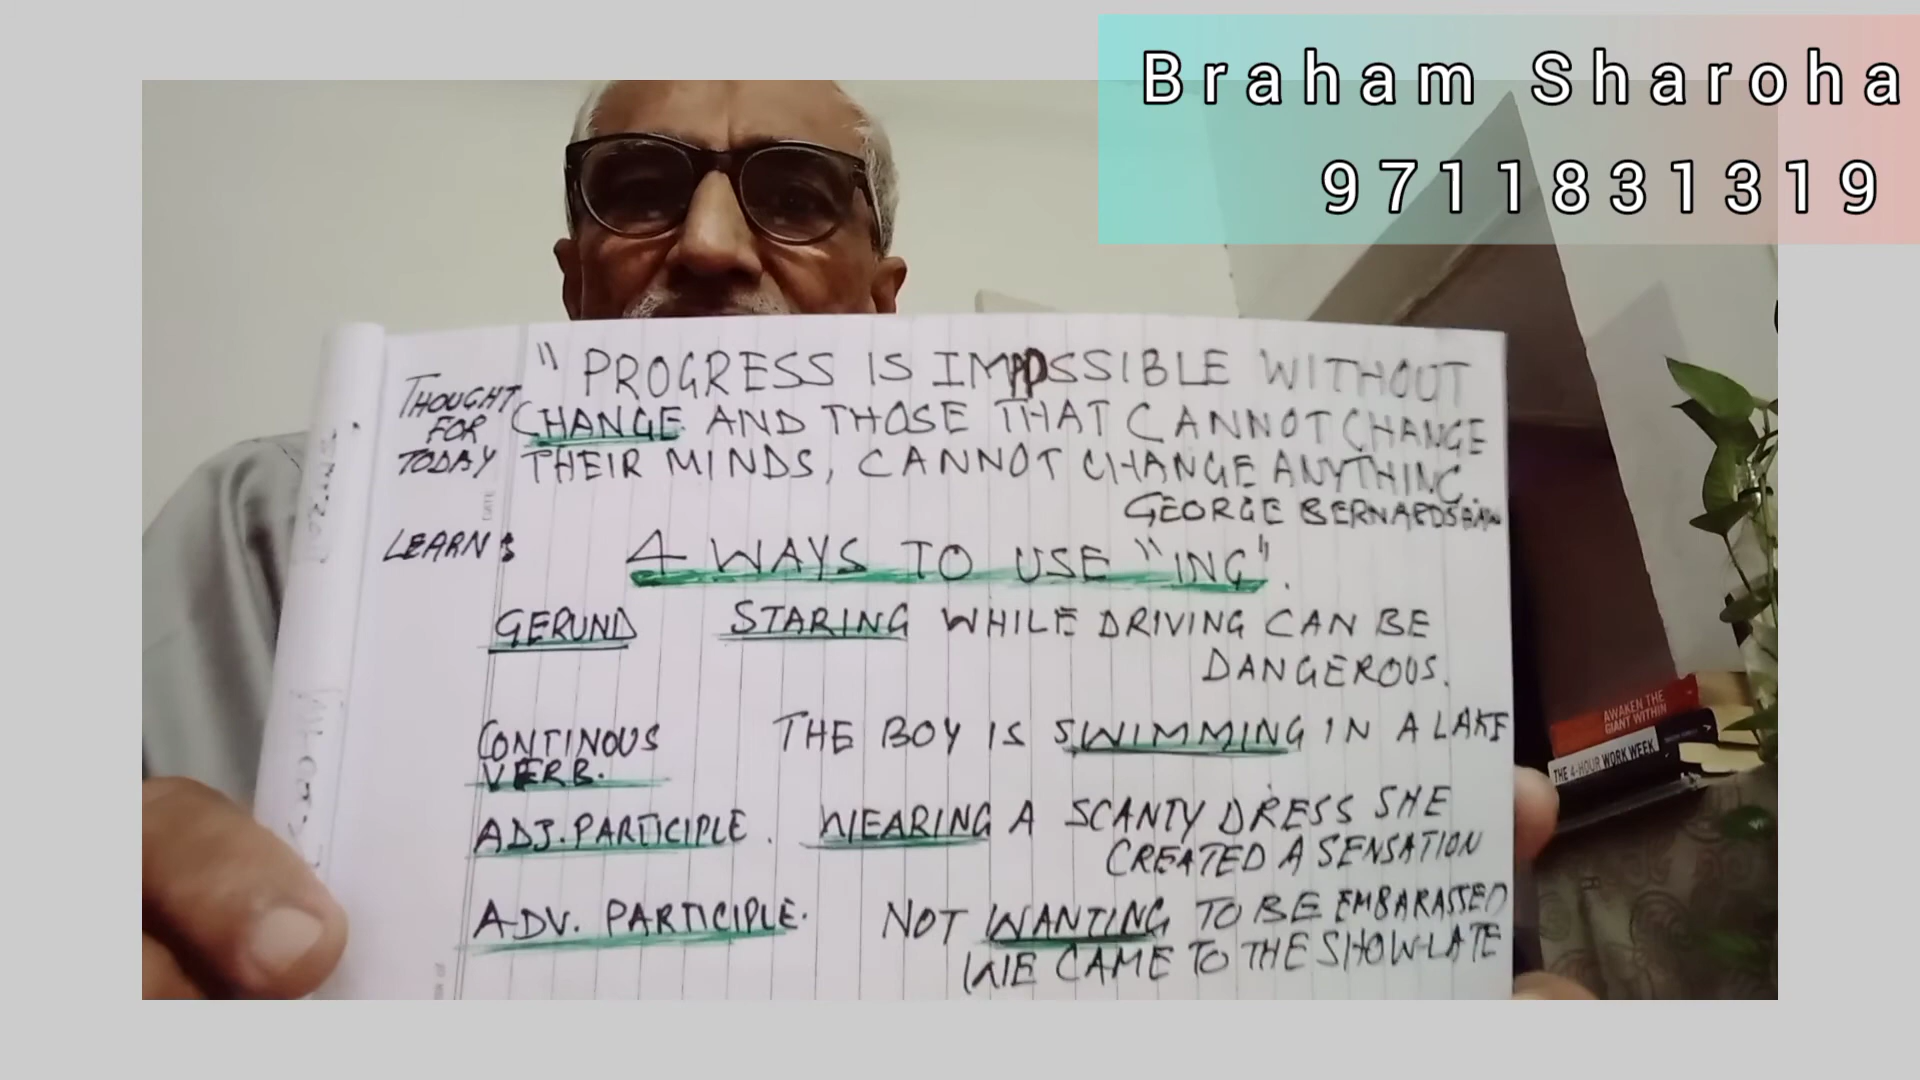 Braham Sharoha
9711831319
THOUGHT
FOR
TODAY
" PROGRESS IS IMPOSSIBLE WITHOUT
CHANGE AND THOSE THAT CANNOT CHANGE
THEIR MINDS, CANNOT CHANGE ANYTHING.
GEORGE BERNARDSHAW
LEARN :
4 WAYS TO USE "ING".
GERUND STARING WHILE DRIVING CAN BE
DANGEROUS.
CONTINOUS THE BOY IS SWIMMING IN A LAKE
VERB.
ADJ. PARTICIPLE. WEARING A SCANTY DRESS SHE
CREATED A SENSATION
ADV. PARTICIPLE. NOT WANTING TO BE EMBARASSED
WE CAME TO THE SHOW LATE
AWAKEN THE
GIANT WITHIN
THE 4-HOUR WORK WEEK
DATE